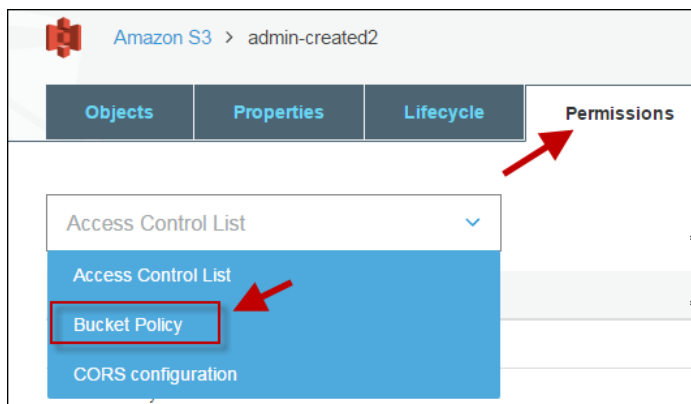 Amazon S3 > admin-created2
Objects Properties Lifecycle Permissions
Access Control List
Access Control List
Bucket Policy
CORS configuration